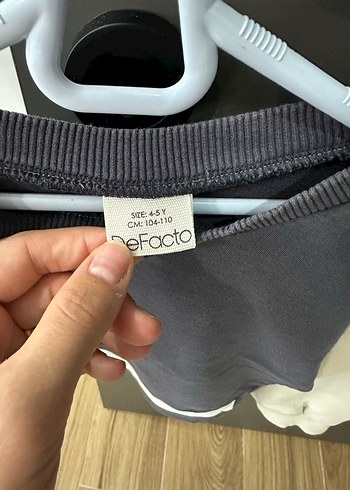 SIZE: 4-5 Y
CM: 104-110
DeFacto